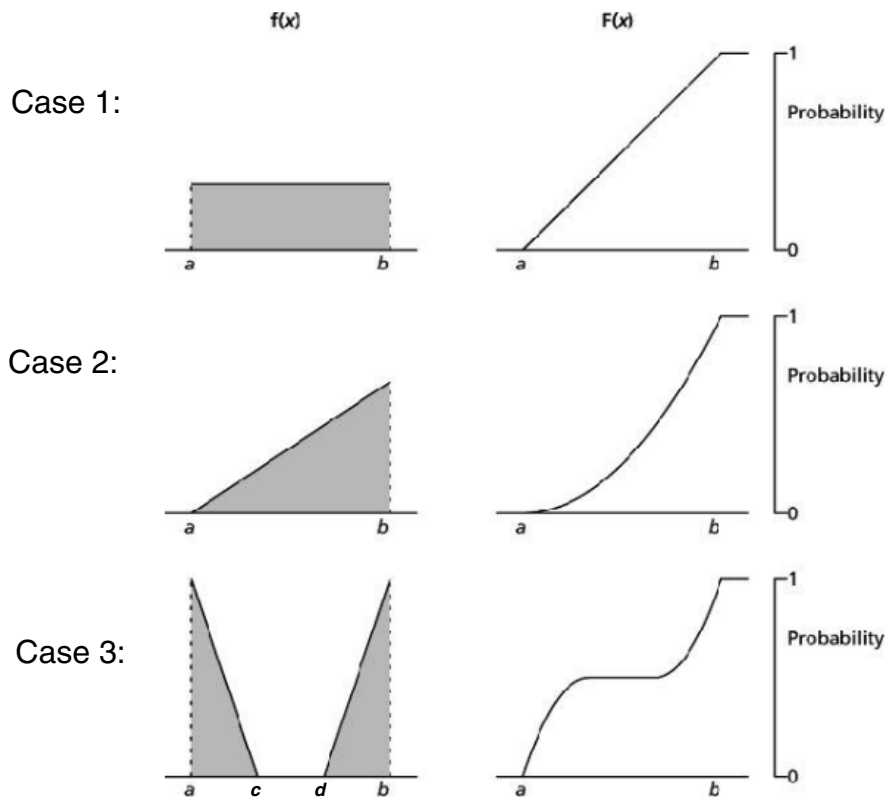 f(x) F(x)
Case 1:
1
Probability
0
a b a b
Case 2:
1
Probability
0
a b a b
Case 3:
1
Probability
0
a c d b a b